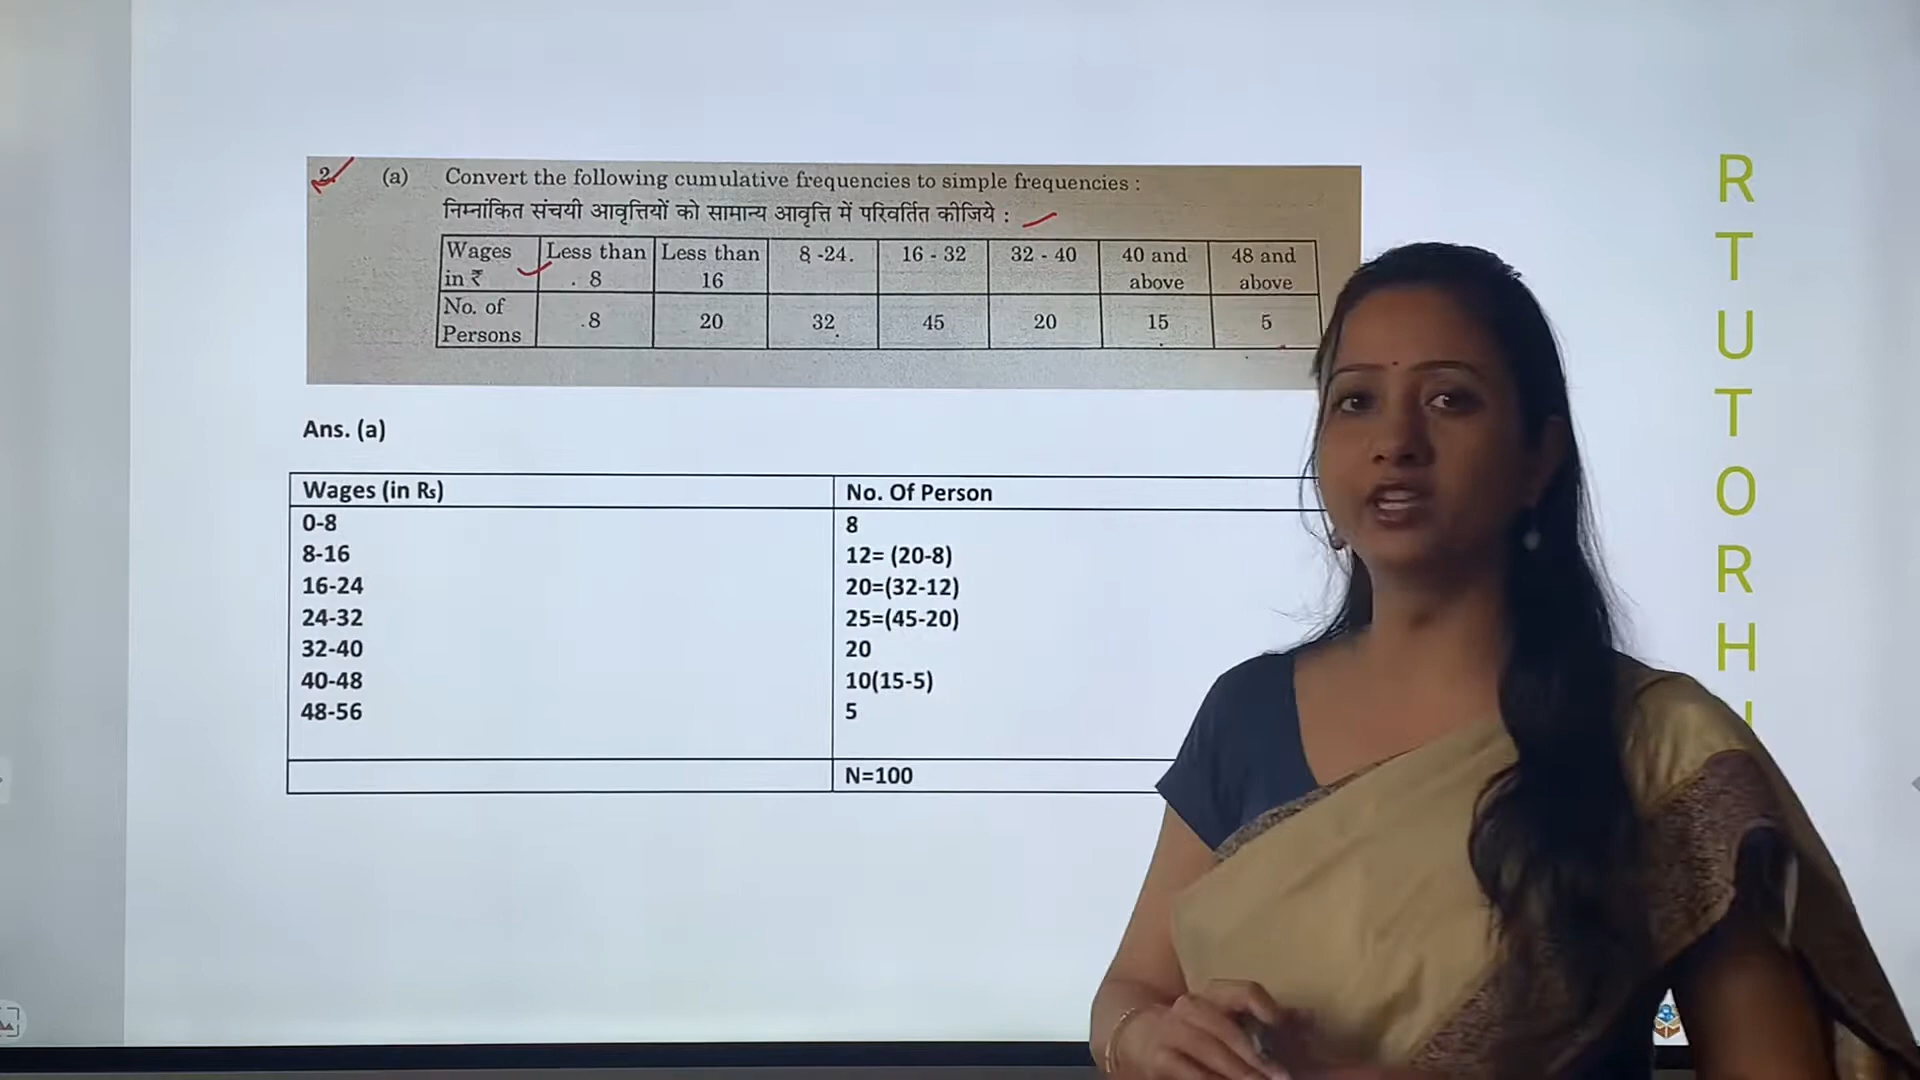 2. (a) Convert the following cumulative frequencies to simple frequencies :
निम्नांकित संचयी आवृत्तियों को सामान्य आवृत्ति में परिवर्तित कीजिये :
Wages in ₹ Less than 8 Less than 16 8 -24. 16 - 32 32 - 40 40 and above 48 and above
No. of Persons 8 20 32 45 20 15 5
Ans. (a)
Wages (in Rs) No. Of Person
0-8 8
8-16 12= (20-8)
16-24 20=(32-12)
24-32 25=(45-20)
32-40 20
40-48 10(15-5)
48-56 5
N=100
R
T
U
T
O
R
H